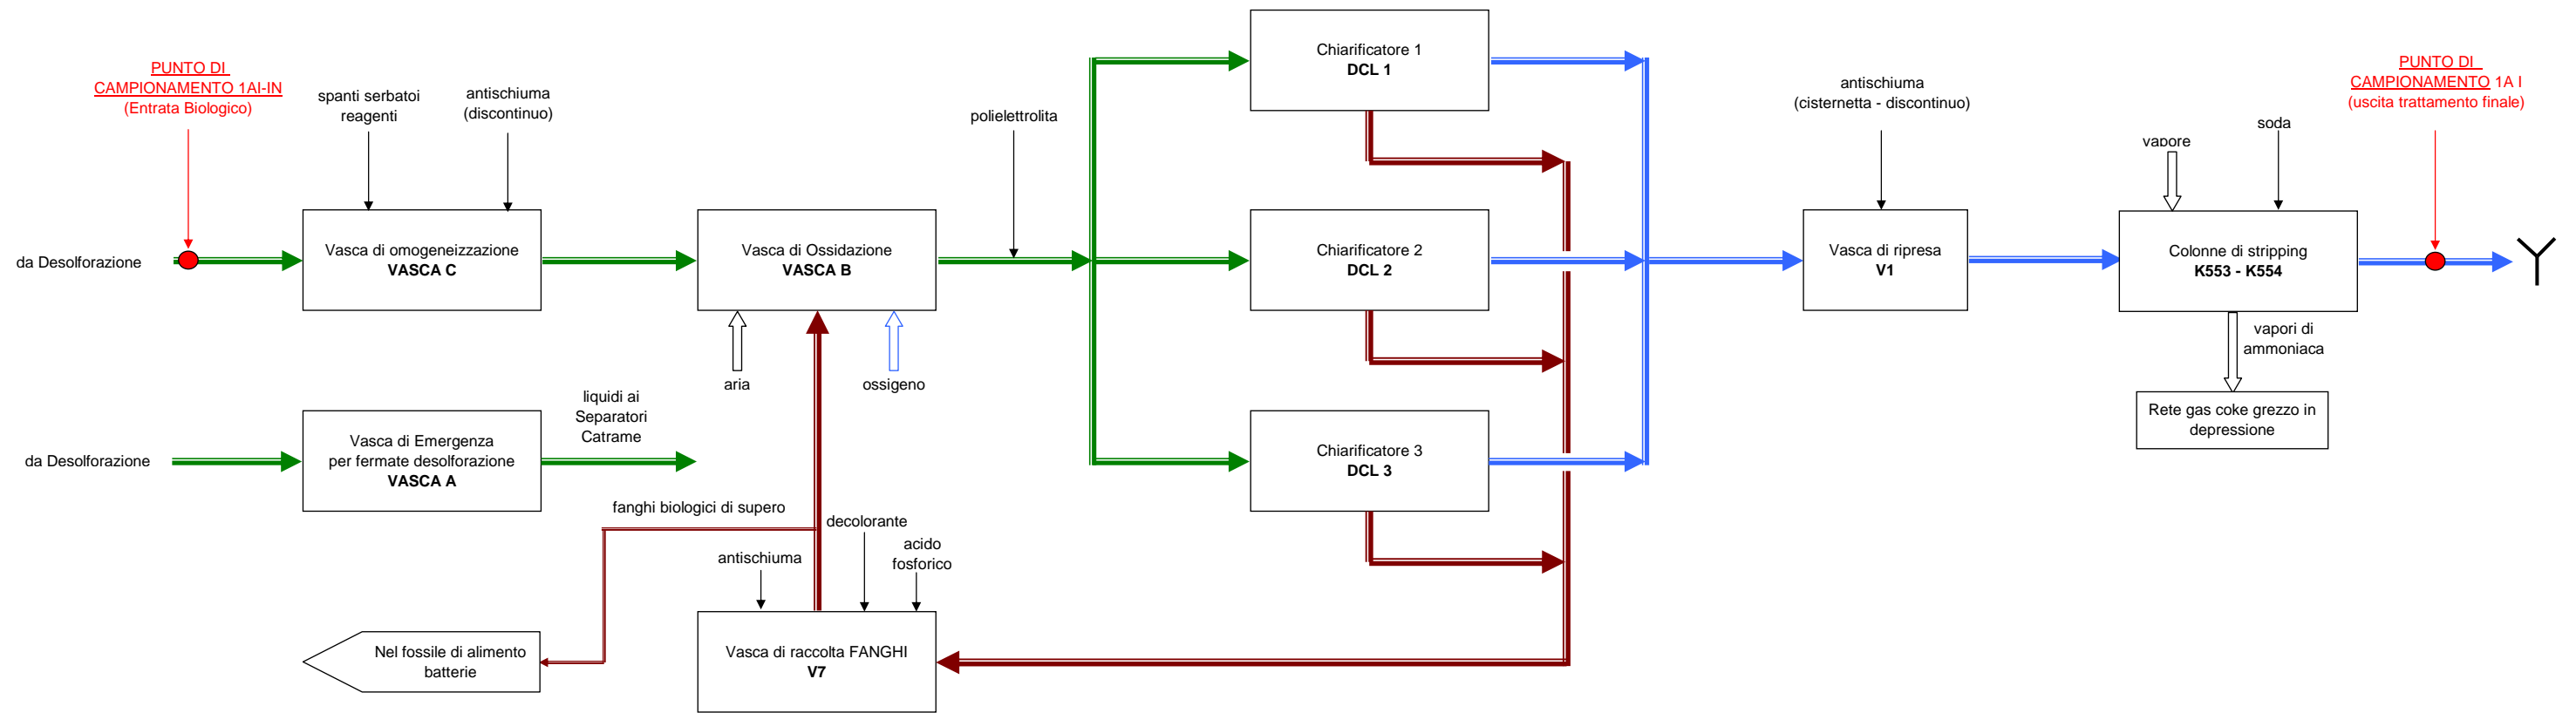 PUNTO DI
CAMPIONAMENTO 1AI-IN
(Entrata Biologico)
spanti serbatoi
reagenti
antischiuma
(discontinuo)
polielettrolita
Chiarificatore 1
DCL 1
antischiuma
(cisternetta - discontinuo)
vapore
soda
PUNTO DI
CAMPIONAMENTO 1A I
(uscita trattamento finale)
da Desolforazione
Vasca di omogeneizzazione
VASCA C
Vasca di Ossidazione
VASCA B
Chiarificatore 2
DCL 2
Vasca di ripresa
V1
Colonne di stripping
K553 - K554
aria
ossigeno
vapori di
ammoniaca
Rete gas coke grezzo in
depressione
da Desolforazione
Vasca di Emergenza
per fermate desolforazione
VASCA A
liquidi ai
Separatori
Catrame
Chiarificatore 3
DCL 3
fanghi biologici di supero
antischiuma
decolorante
acido
fosforico
Nel fossile di alimento
batterie
Vasca di raccolta FANGHI
V7